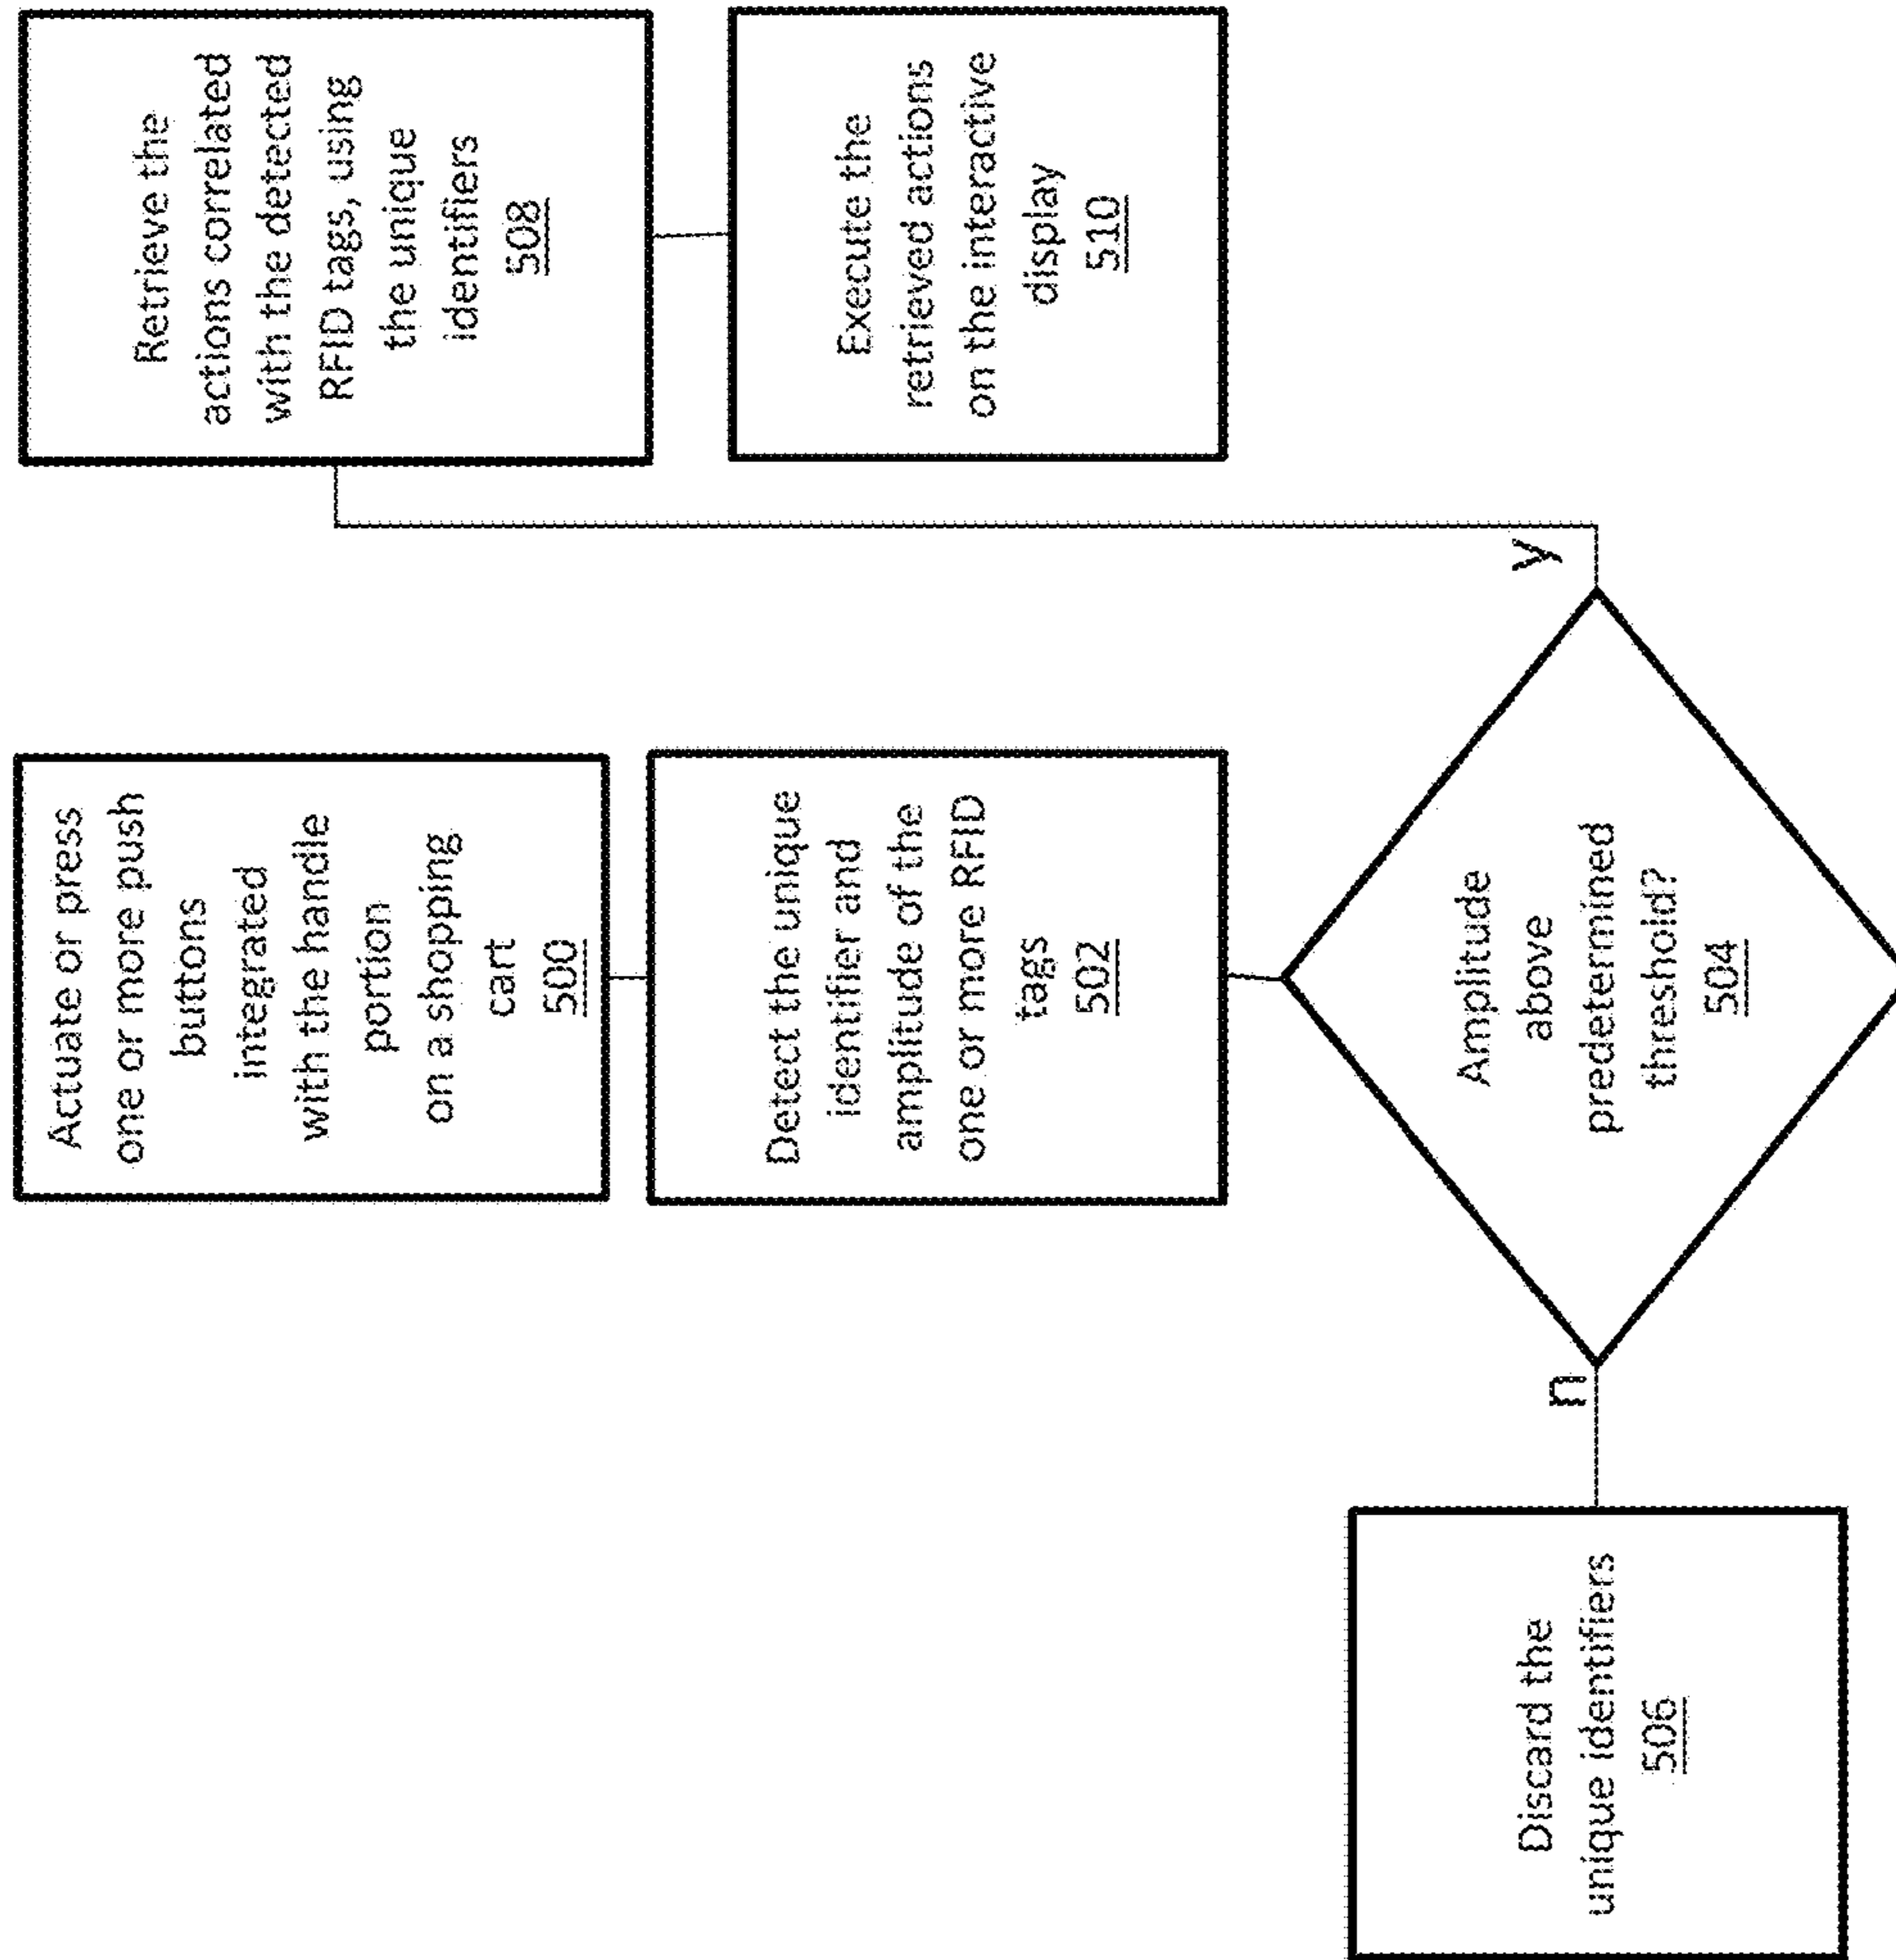 Actuate or press
one or more push
buttons
integrated
with the handle
portion
on a shopping
cart
500
Detect the unique
identifier and
amplitude of the
one or more RFID
tags
502
Amplitude
above
predetermined
threshold?
504
n
Discard the
unique identifiers
506
y
Retrieve the
actions correlated
with the detected
RFID tags, using
the unique
identifiers
508
Execute the
retrieved actions
on the interactive
display
510